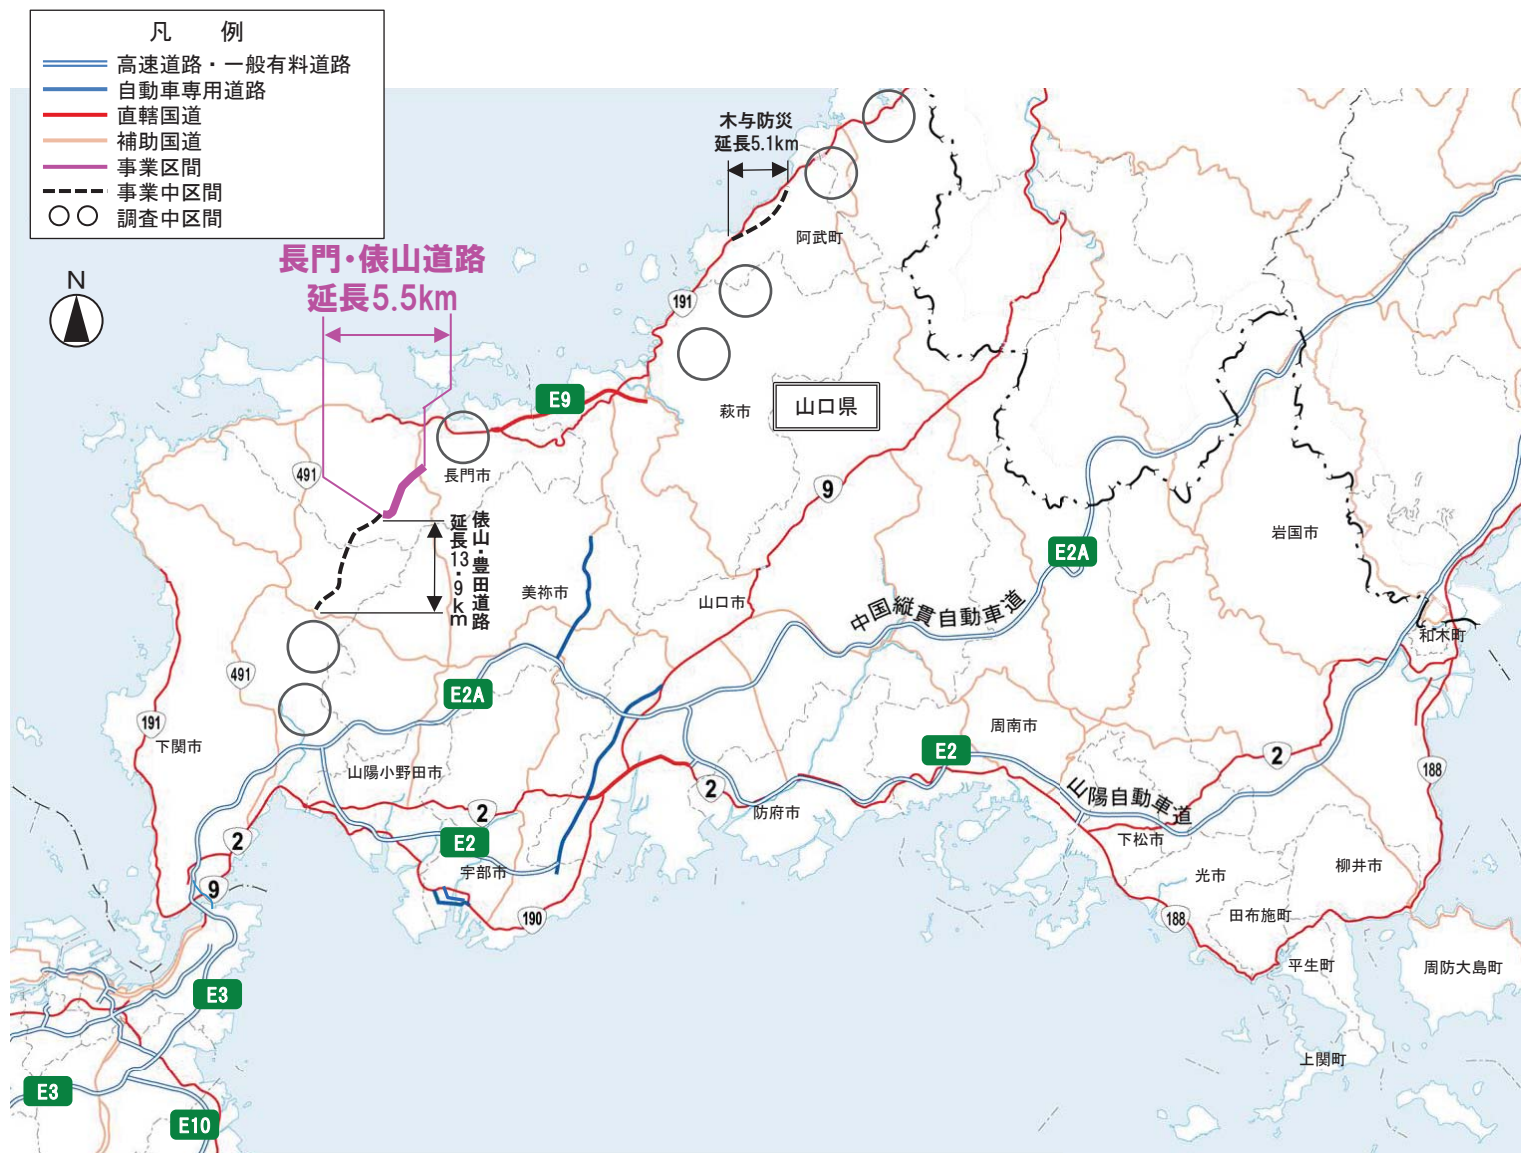 凡 例
高速道路・一般有料道路
自動車専用道路
直轄国道
補助国道
事業区間
事業中区間
調査中区間
木与防災
延長5.1km
阿武町
長門・俵山道路
延長5.5km
N
191
E9
萩市
山口県
長門市
491
9
俵山・豊田道路
延長13.9km
岩国市
E2A
美祢市
山口市
中国縦貫自動車道
和木町
491
E2A
191
下関市
周南市
E2
2
188
山陽小野田市
2
2
防府市
山陽自動車道
下松市
2
E2
宇部市
柳井市
光市
9
190
188
田布施町
平生町
周防大島町
E3
上関町
E3
E10